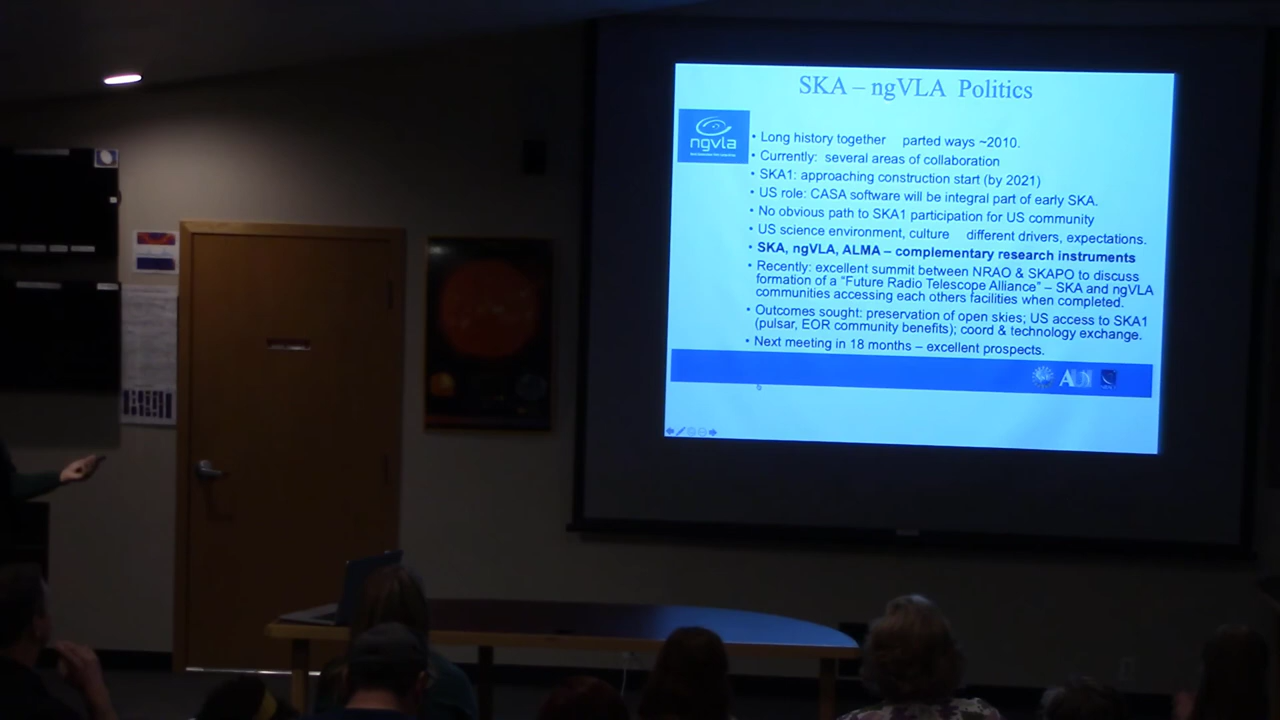 SKA – ngVLA Politics
ngvla
• Long history together parted ways ~2010.
• Currently: several areas of collaboration
• SKA1: approaching construction start (by 2021)
• US role: CASA software will be integral part of early SKA.
• No obvious path to SKA1 participation for US community
• US science environment, culture different drivers, expectations.
• SKA, ngVLA, ALMA – complementary research instruments
• Recently: excellent summit between NRAO & SKAPO to discuss
formation of a “Future Radio Telescope Alliance” – SKA and ngVLA
communities accessing each others facilities when completed.
• Outcomes sought: preservation of open skies; US access to SKA1
(pulsar, EOR community benefits); coord & technology exchange.
• Next meeting in 18 months – excellent prospects.
AUI